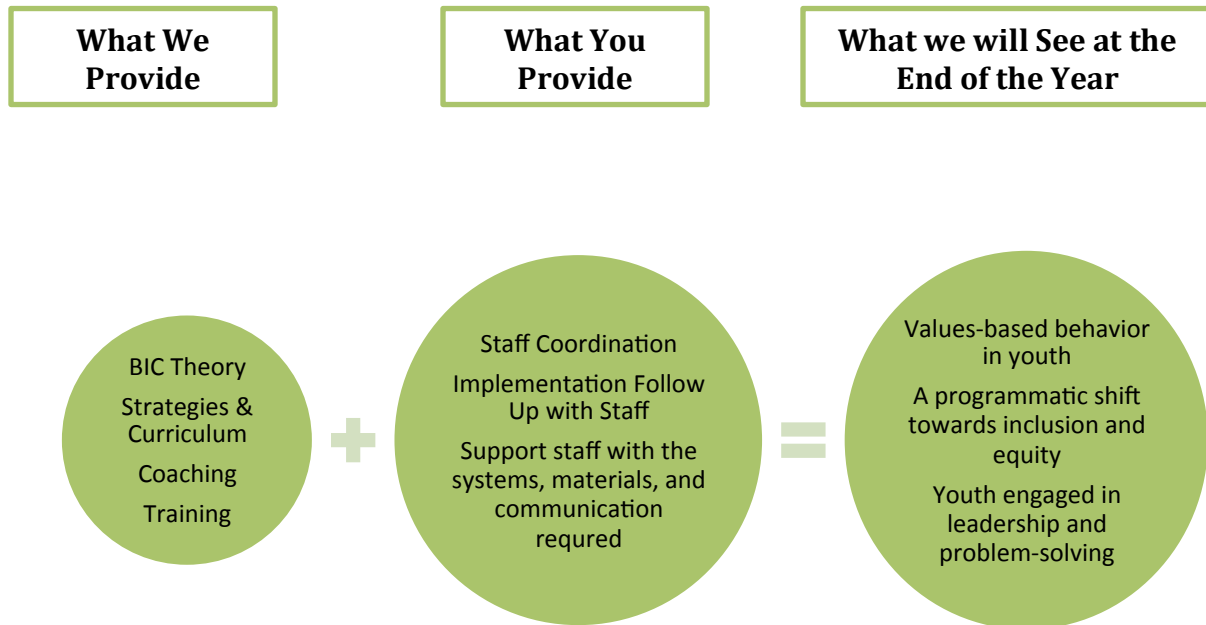 What We
Provide
What You
Provide
What we will See at the
End of the Year
BIC Theory
Strategies &
Curriculum
Coaching
Training
+
Staff Coordination
Implementation Follow
Up with Staff
Support staff with the
systems, materials, and
communication
requred
=
Values-based behavior
in youth
A programmatic shift
towards inclusion and
equity
Youth engaged in
leadership and
problem-solving